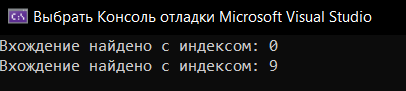 C:\ Выбрать Консоль отладки Microsoft Visual Studio
Вхождение найдено с индексом: 0
Вхождение найдено с индексом: 9